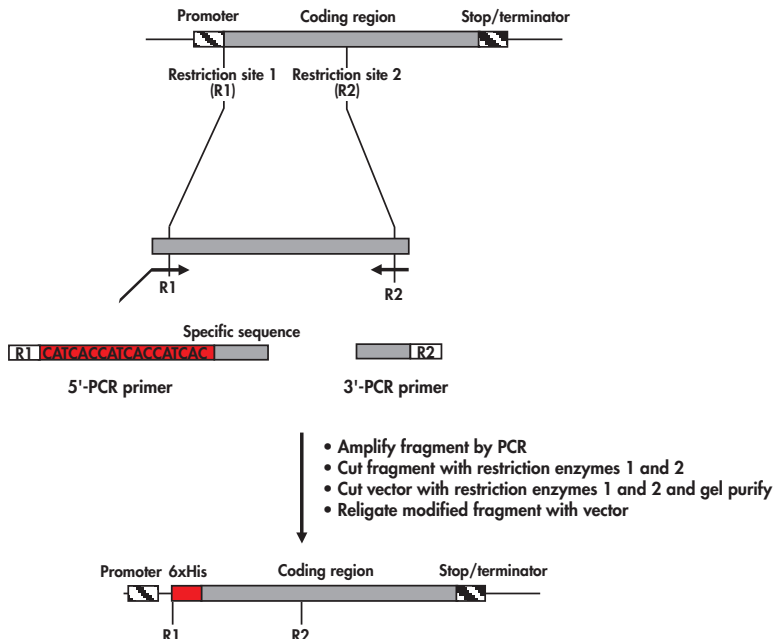 Promoter Coding region Stop/terminator
Restriction site 1 Restriction site 2
(R1) (R2)
R1 R2
Specific sequence
R1 CATCACCATCACCATCAC R2
5'-PCR primer 3'-PCR primer
• Amplify fragment by PCR
• Cut fragment with restriction enzymes 1 and 2
• Cut vector with restriction enzymes 1 and 2 and gel purify
• Religate modified fragment with vector
Promoter 6xHis Coding region Stop/terminator
R1 R2